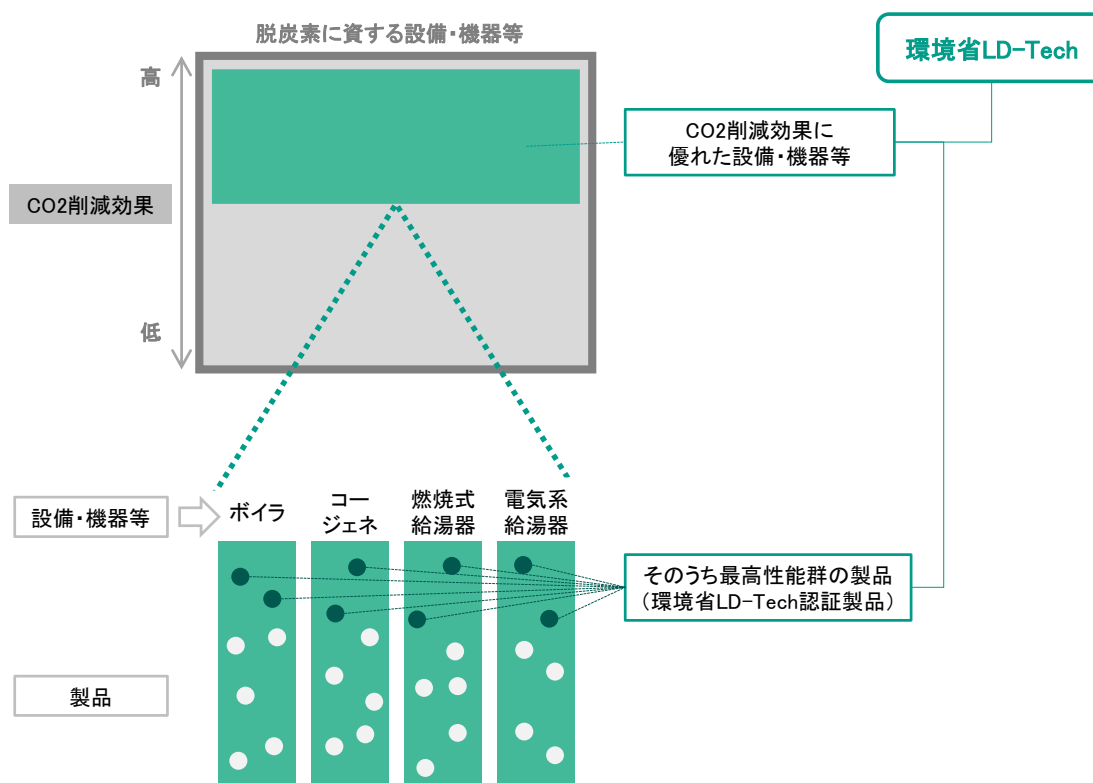 脱炭素に資する設備・機器等
環境省LD-Tech
高
CO2削減効果に
優れた設備・機器等
CO2削減効果
低
設備・機器等
ボイラ
コー
ジェネ
燃焼式
給湯器
電気系
給湯器
そのうち最高性能群の製品
（環境省LD-Tech認証製品）
製品